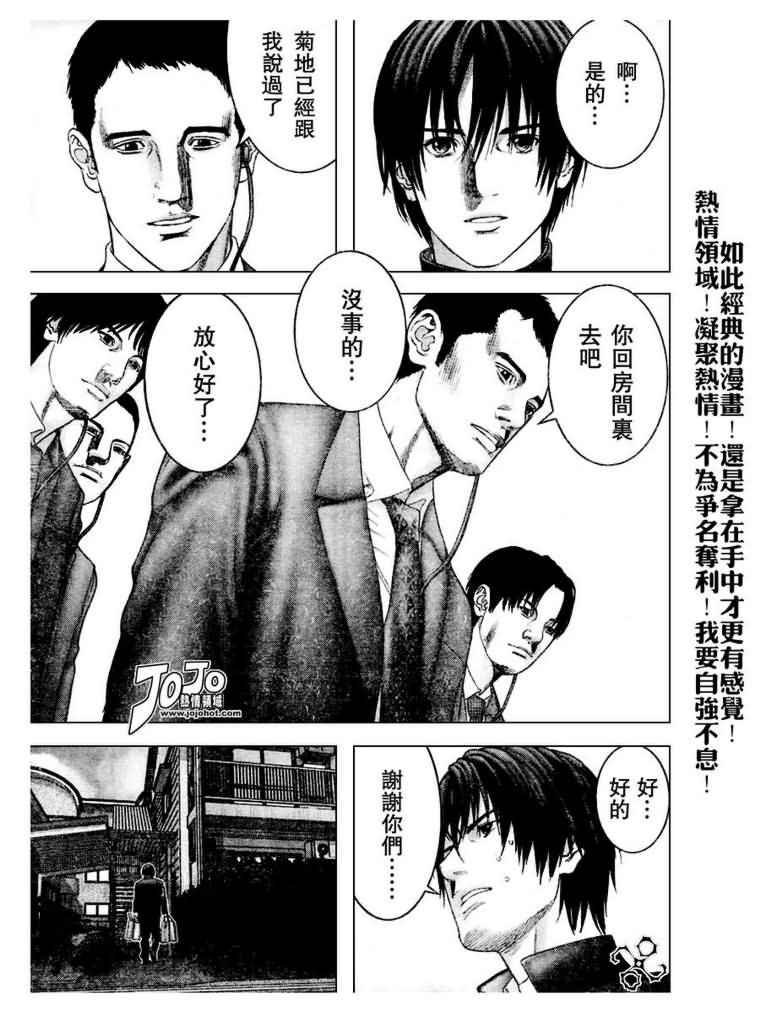 啊…
是的…
菊地已經跟
我說過了
你回房間裏
去吧
沒事的…
放心好了…
好…
好的
謝謝你們……
如此經典的漫畫！還是拿在手中才更有感覺！
熱情領域！凝聚熱情！不為爭名奪利！我要自強不息！
JOJO
熱情領域
www.jojohot.com